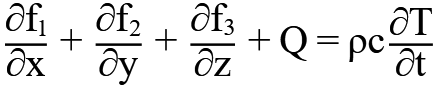 ∂f₁/∂x + ∂f₂/∂y + ∂f₃/∂z + Q = ρc ∂T/∂t